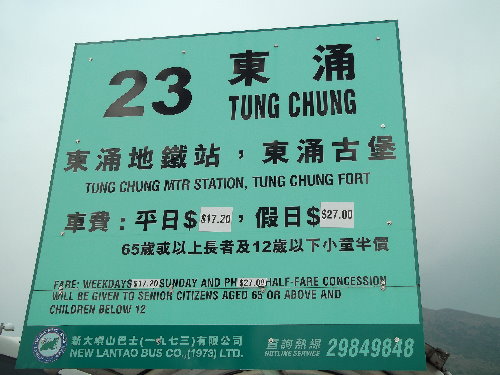 23 東涌
TUNG CHUNG
東涌地鐵站，東涌古堡
TUNG CHUNG MTR STATION, TUNG CHUNG FORT
車費：平日$ $17.20，假日$ $27.00
65歲或以上長者及12歲以下小童半價
FARE: WEEKDAYS $17.20 SUNDAY AND PH $27.00 HALF-FARE CONCESSION
WILL BE GIVEN TO SENIOR CITIZENS AGED 65 OR ABOVE AND
CHILDREN BELOW 12
新大嶼山巴士(一九七三)有限公司
NEW LANTAO BUS CO.,(1973) LTD.
查詢熱線
HOTLINE SERVICE 29849848